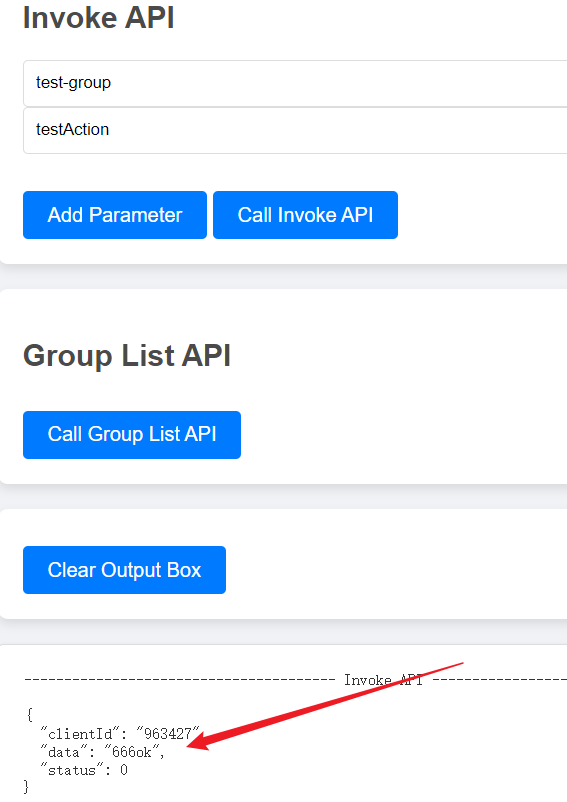 Invoke API
test-group
testAction
Add Parameter
Call Invoke API
Group List API
Call Group List API
Clear Output Box
--------------------------------------- Invoke API -----------------
{
"clientId": "963427",
"data": "666ok",
"status": 0
}